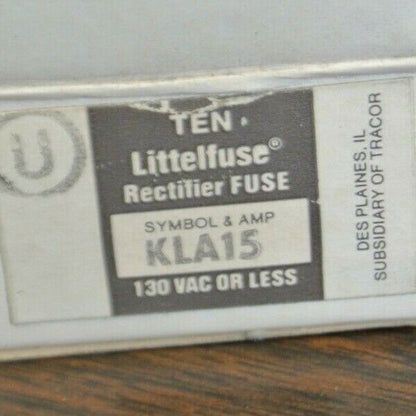 U
TEN
Littelfuse®
Rectifier FUSE
SYMBOL & AMP
KLA15
130 VAC OR LESS
DES PLAINES, IL
SUBSIDIARY OF TRACOR